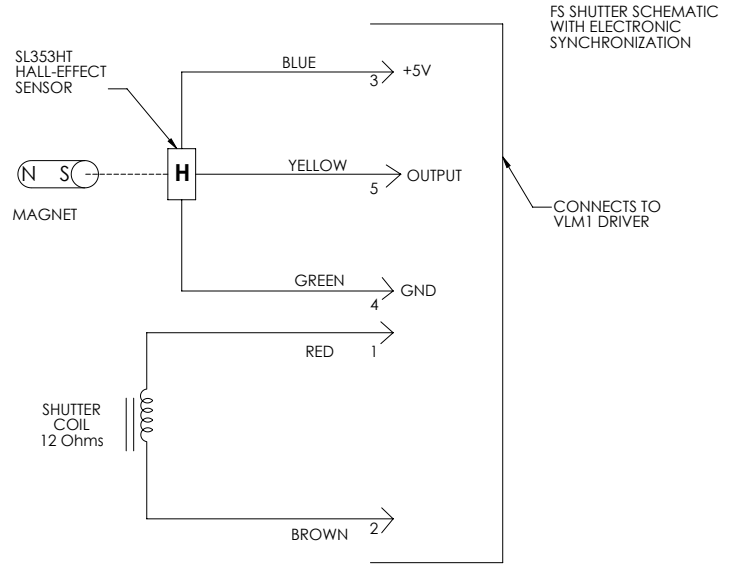 FS SHUTTER SCHEMATIC
WITH ELECTRONIC
SYNCHRONIZATION
SL353HT
HALL-EFFECT
SENSOR
BLUE
3
+5V
N S
H
YELLOW
5
OUTPUT
MAGNET
CONNECTS TO
VLM1 DRIVER
GREEN
4
GND
RED
1
SHUTTER
COIL
12 Ohms
BROWN
2